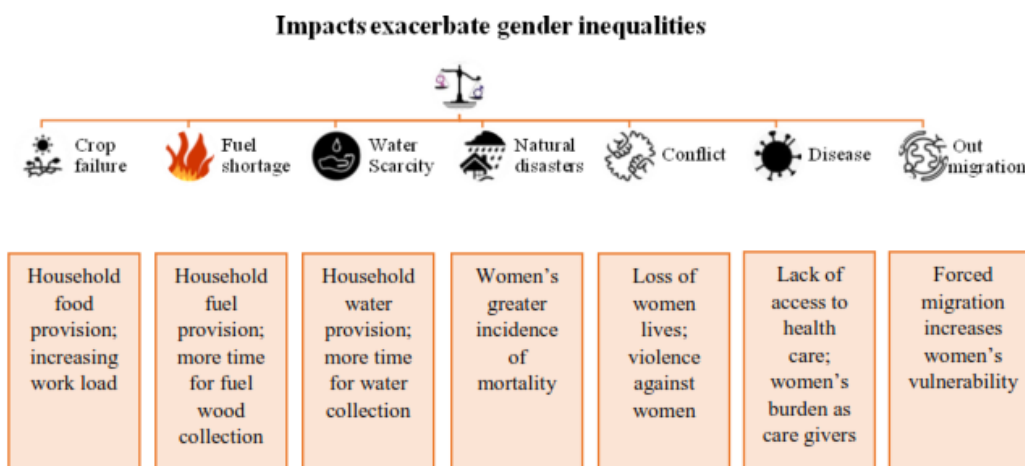 Impacts exacerbate gender inequalities
Crop
failure
Fuel
shortage
Water
Scarcity
Natural
disasters
Conflict
Disease
Out
migration
Household
food
provision;
increasing
work load
Household
fuel
provision;
more time
for fuel
wood
collection
Household
water
provision;
more time
for water
collection
Women’s
greater
incidence
of
mortality
Loss of
women
lives;
violence
against
women
Lack of
access to
health
care;
women’s
burden as
care givers
Forced
migration
increases
women’s
vulnerability